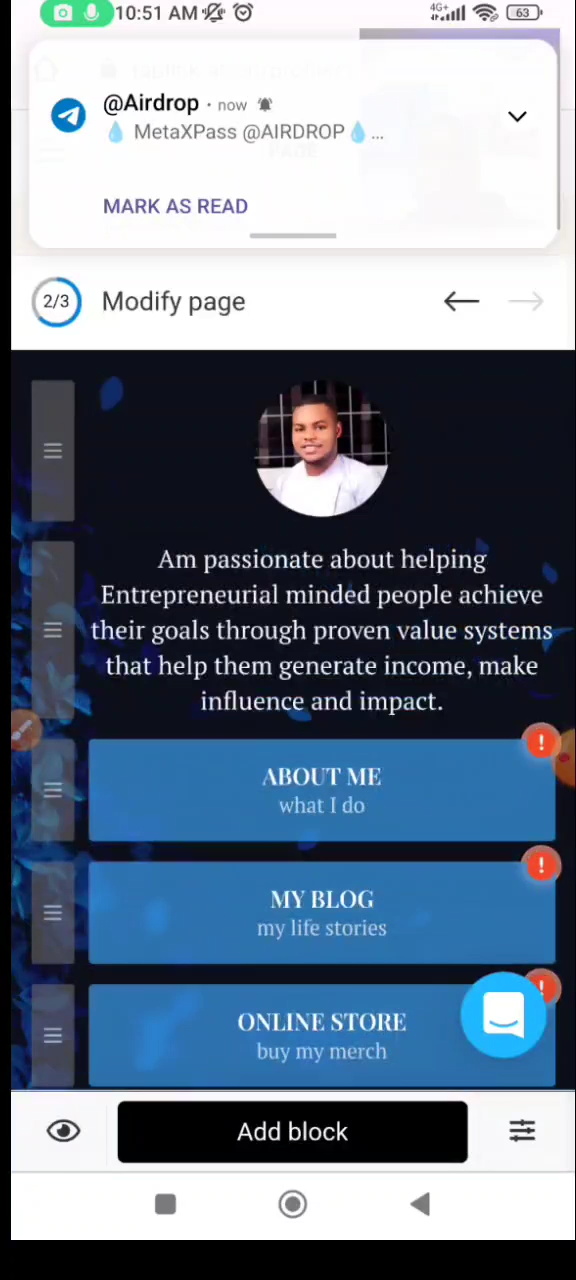 10:51 AM
4G+
63
@Airdrop · now
💧 MetaXPass @AIRDROP 💧...
MARK AS READ
2/3
Modify page
Am passionate about helping
Entrepreneurial minded people achieve
their goals through proven value systems
that help them generate income, make
influence and impact.
!
ABOUT ME
what I do
!
MY BLOG
my life stories
!
ONLINE STORE
buy my merch
Add block